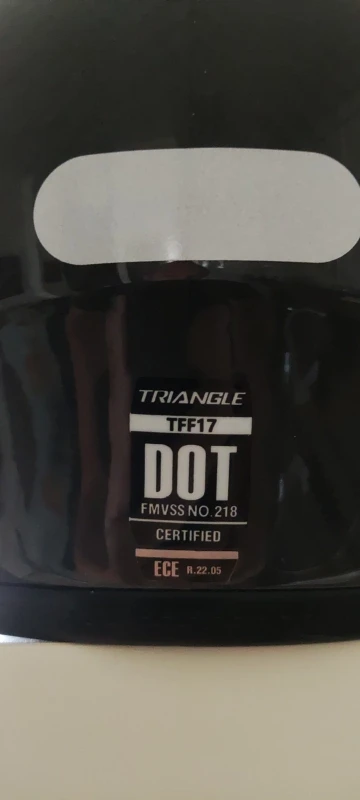 TRIANGLE
TFF17
DOT
FMVSS NO.218
CERTIFIED
ECE R.22.05